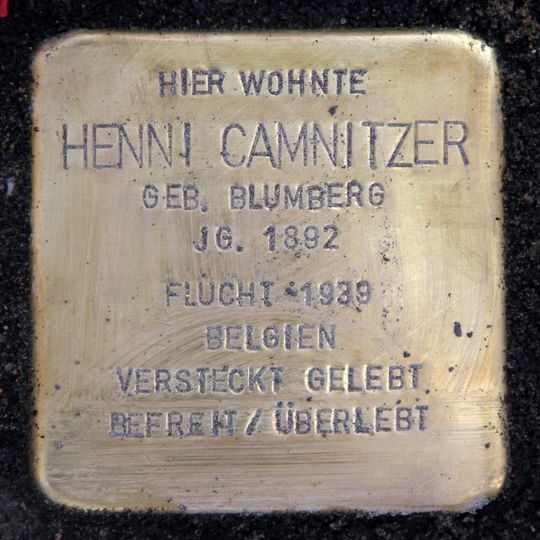 HIER WOHNTE
HENNI CAMNITZER
GEB. BLUMBERG
JG. 1892
FLUCHT 1939
BELGIEN
VERSTECKT GELEBT
BEFREIT / ÜBERLEBT